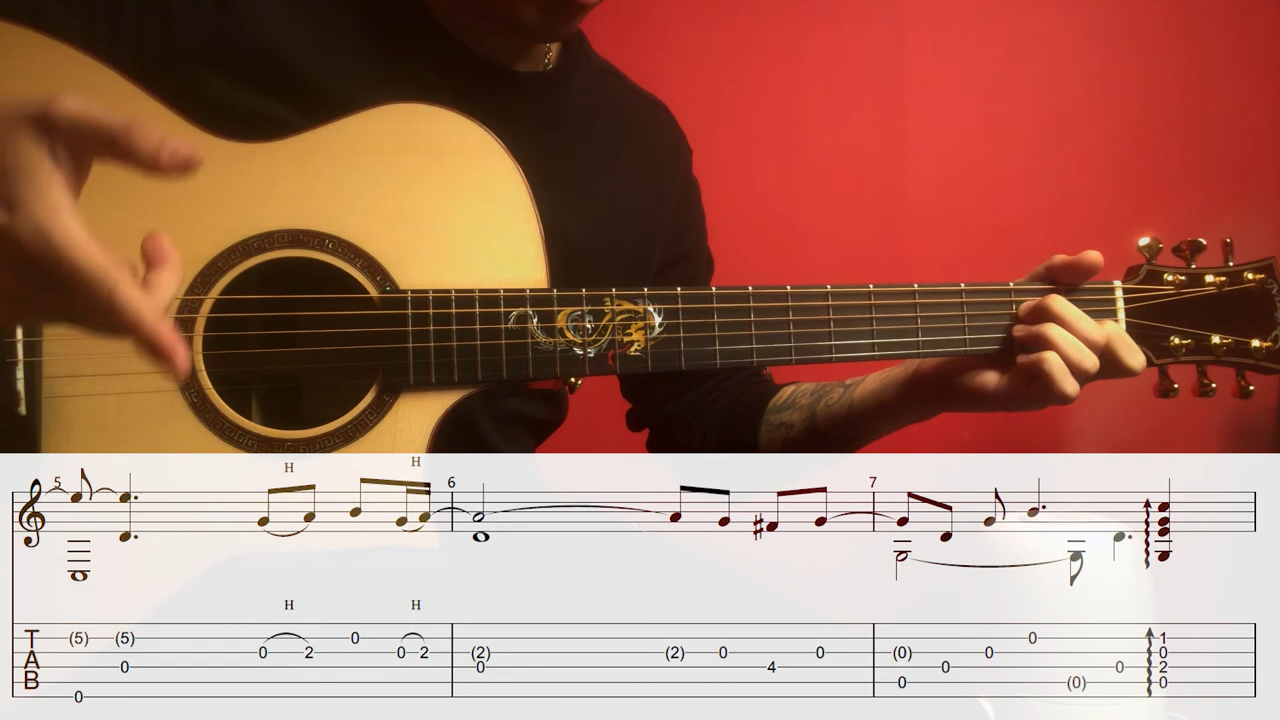 H H
5 6 7
H H
T (5) (5) 0 0 1
A 0 2 0 2 (2) (2) 0 0 (0) 0 0
0 0 4 0 0 2
B 0 (0) 0
0